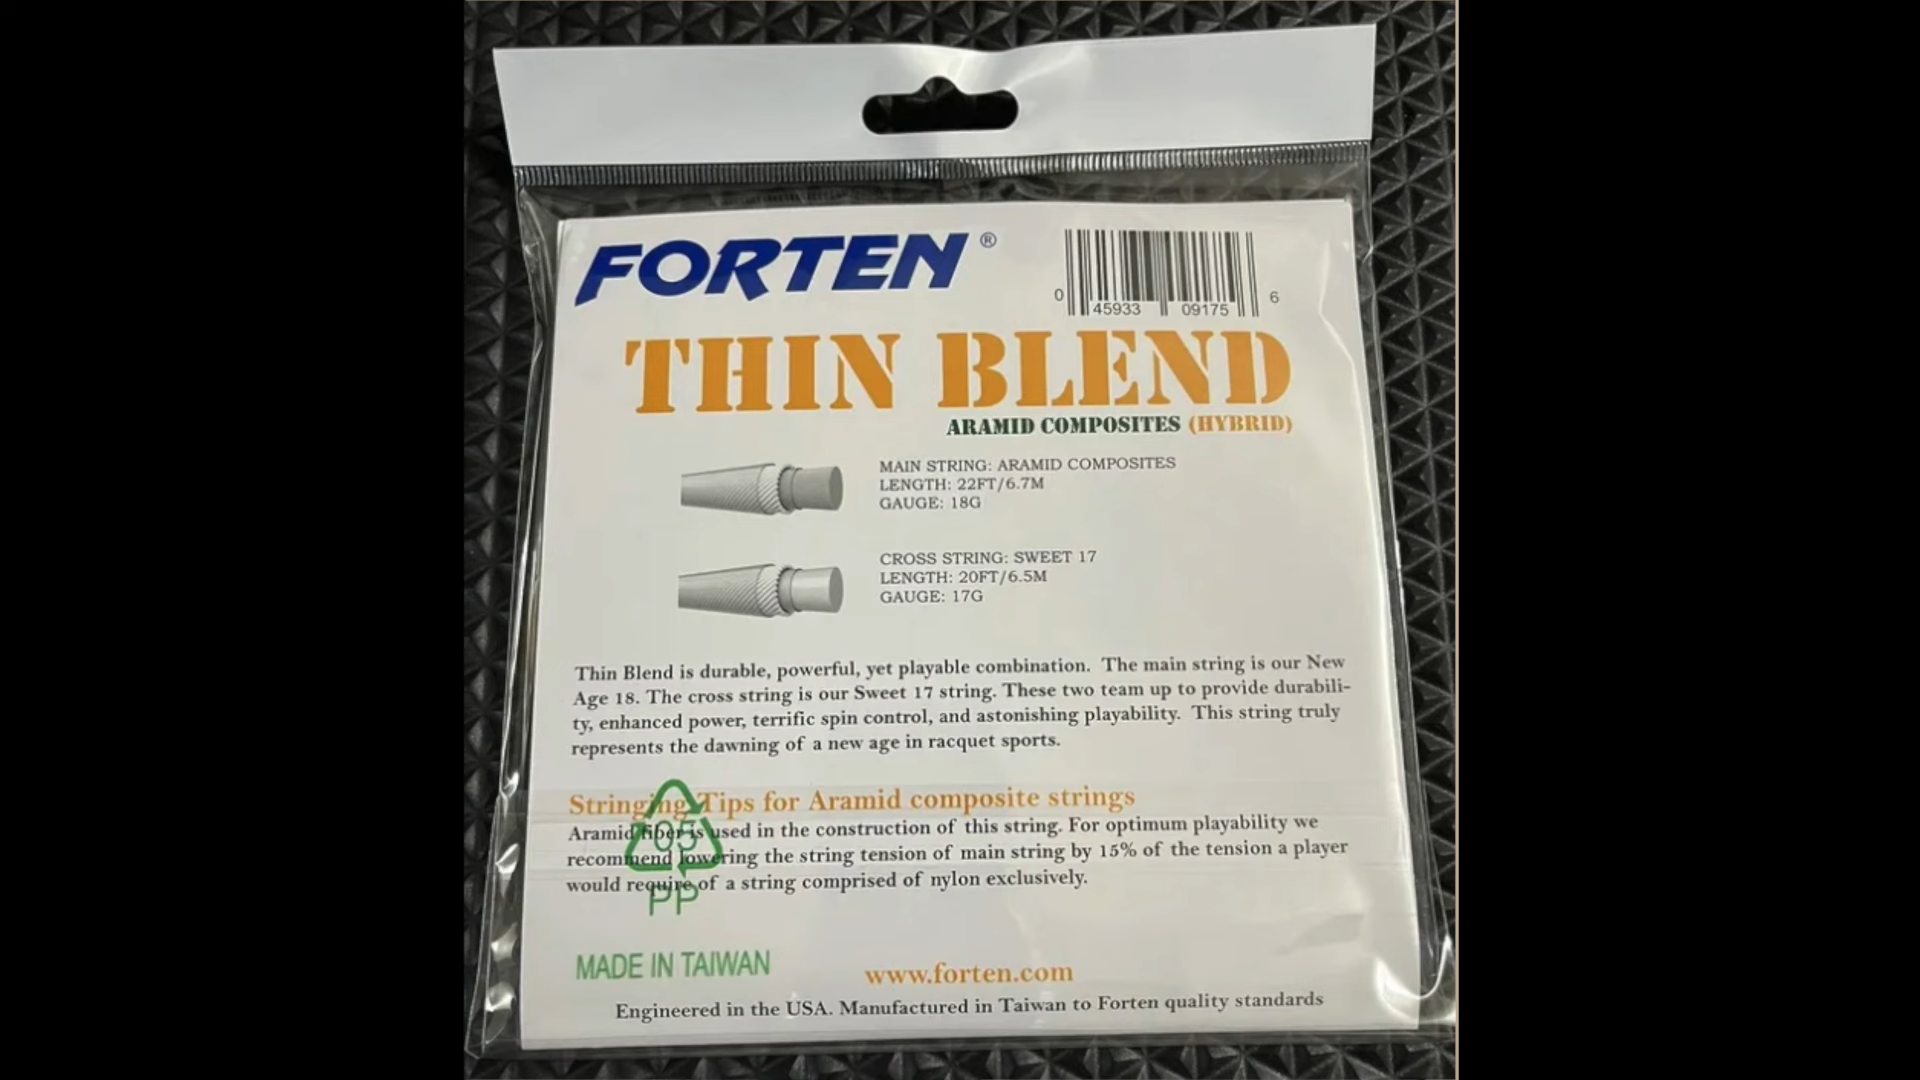 FORTEN®
0 45933 09175 6
THIN BLEND
ARAMID COMPOSITES (HYBRID)
MAIN STRING: ARAMID COMPOSITES
LENGTH: 22FT/6.7M
GAUGE: 18G
CROSS STRING: SWEET 17
LENGTH: 20FT/6.5M
GAUGE: 17G
Thin Blend is durable, powerful, yet playable combination. The main string is our New
Age 18. The cross string is our Sweet 17 string. These two team up to provide durabili-
ty, enhanced power, terrific spin control, and astonishing playability. This string truly
represents the dawning of a new age in racquet sports.
Stringing Tips for Aramid composite strings
Aramid fiber is used in the construction of this string. For optimum playability we
recommend lowering the string tension of main string by 15% of the tension a player
would require of a string comprised of nylon exclusively.
05
PP
MADE IN TAIWAN
www.forten.com
Engineered in the USA. Manufactured in Taiwan to Forten quality standards